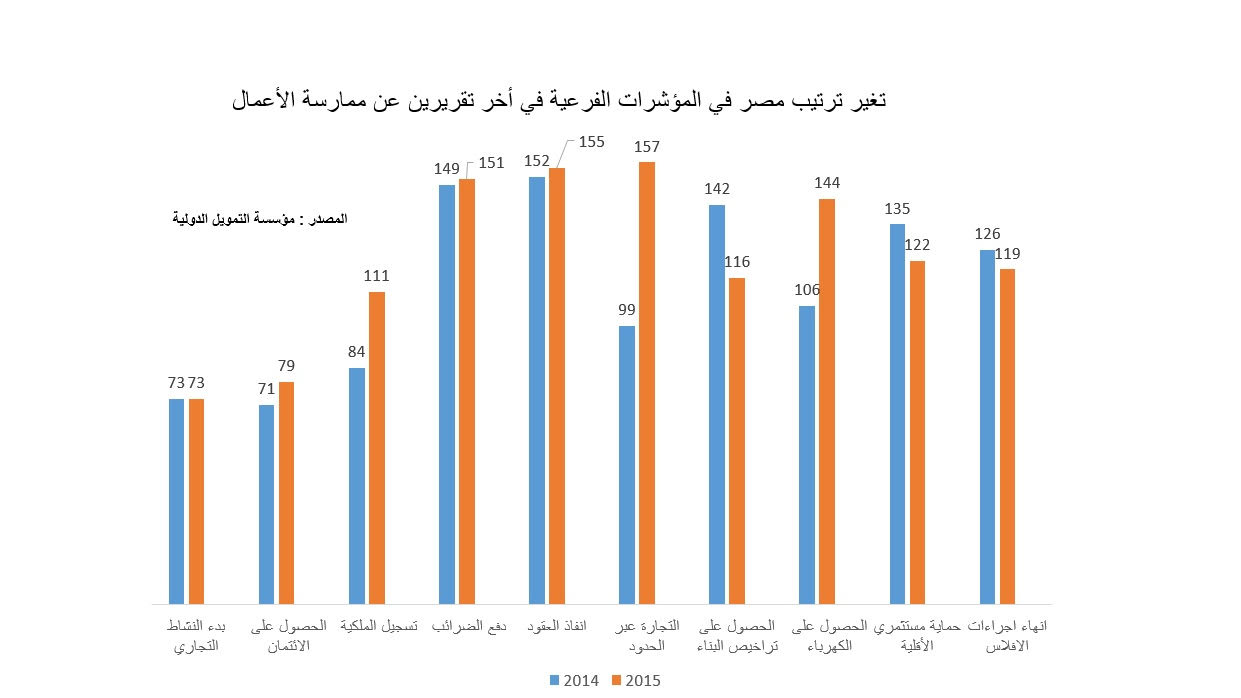 تغير ترتيب مصر في المؤشرات الفرعية في أخر تقريرين عن ممارسة الأعمال
المصدر : مؤسسة التمويل الدولية
73 73
71 79
84 111
149 151
152 155
99 157
142 116
106 144
135 122
126 119
بدء النشاط
التجاري
الحصول على
الائتمان
تسجيل الملكية
دفع الضرائب
انفاذ العقود
التجارة عبر
الحدود
الحصول على
تراخيص البناء
الحصول على
الكهرباء
حماية مستثمري
الأقلية
انهاء اجراءات
الافلاس
2014 2015